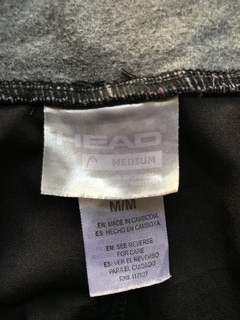 HEAD
MEDIUM
M/M
EN: MADE IN CAMBODIA
ES: HECHO EN CAMBOYA
EN: SEE REVERSE
FOR CARE
ES: VER EL REVERSO
PARA EL CUIDADO